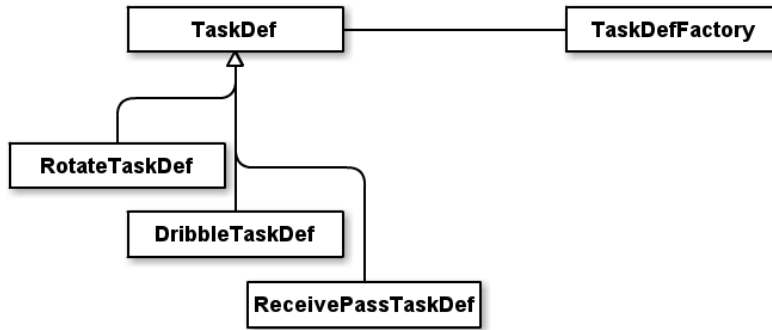 TaskDef
TaskDefFactory
RotateTaskDef
DribbleTaskDef
ReceivePassTaskDef